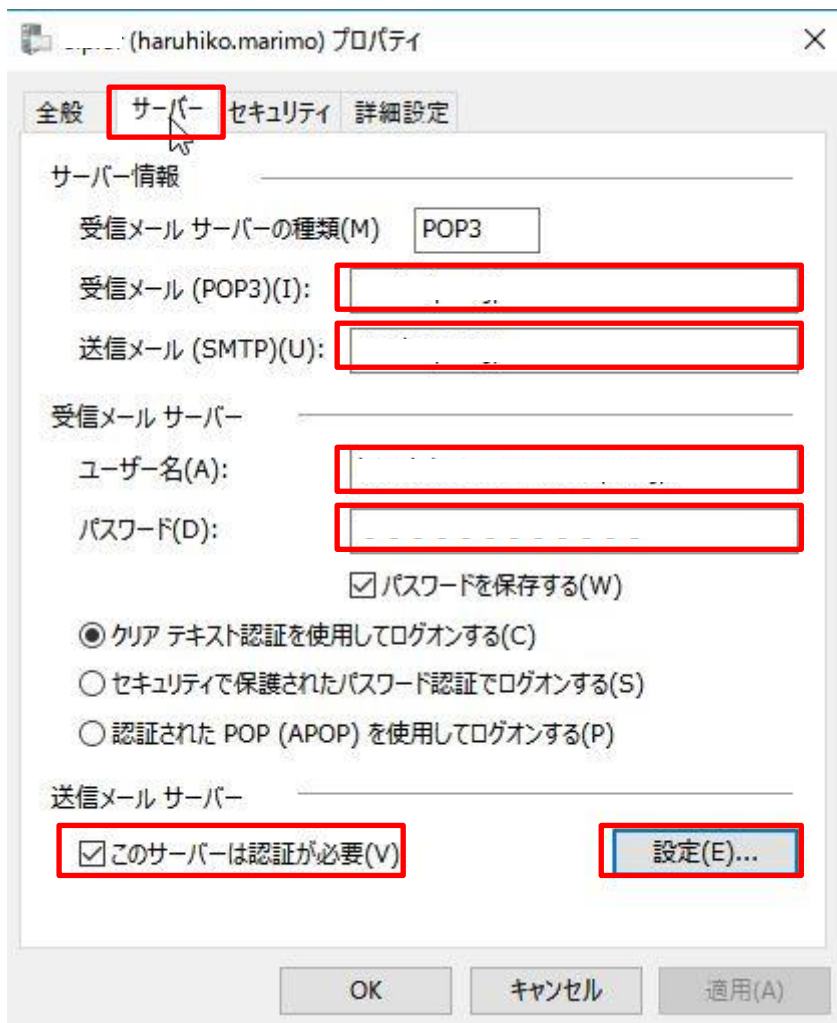 (haruhiko.marimo) プロパティ
全般 サーバー セキュリティ 詳細設定
サーバー情報
受信メール サーバーの種類(M) POP3
受信メール (POP3)(I):
送信メール (SMTP)(U):
受信メール サーバー
ユーザー名(A):
パスワード(D):
パスワードを保存する(W)
クリア テキスト認証を使用してログオンする(C)
セキュリティで保護されたパスワード認証でログオンする(S)
認証された POP (APOP) を使用してログオンする(P)
送信メール サーバー
このサーバーは認証が必要(V) 設定(E)...
OK キャンセル 適用(A)